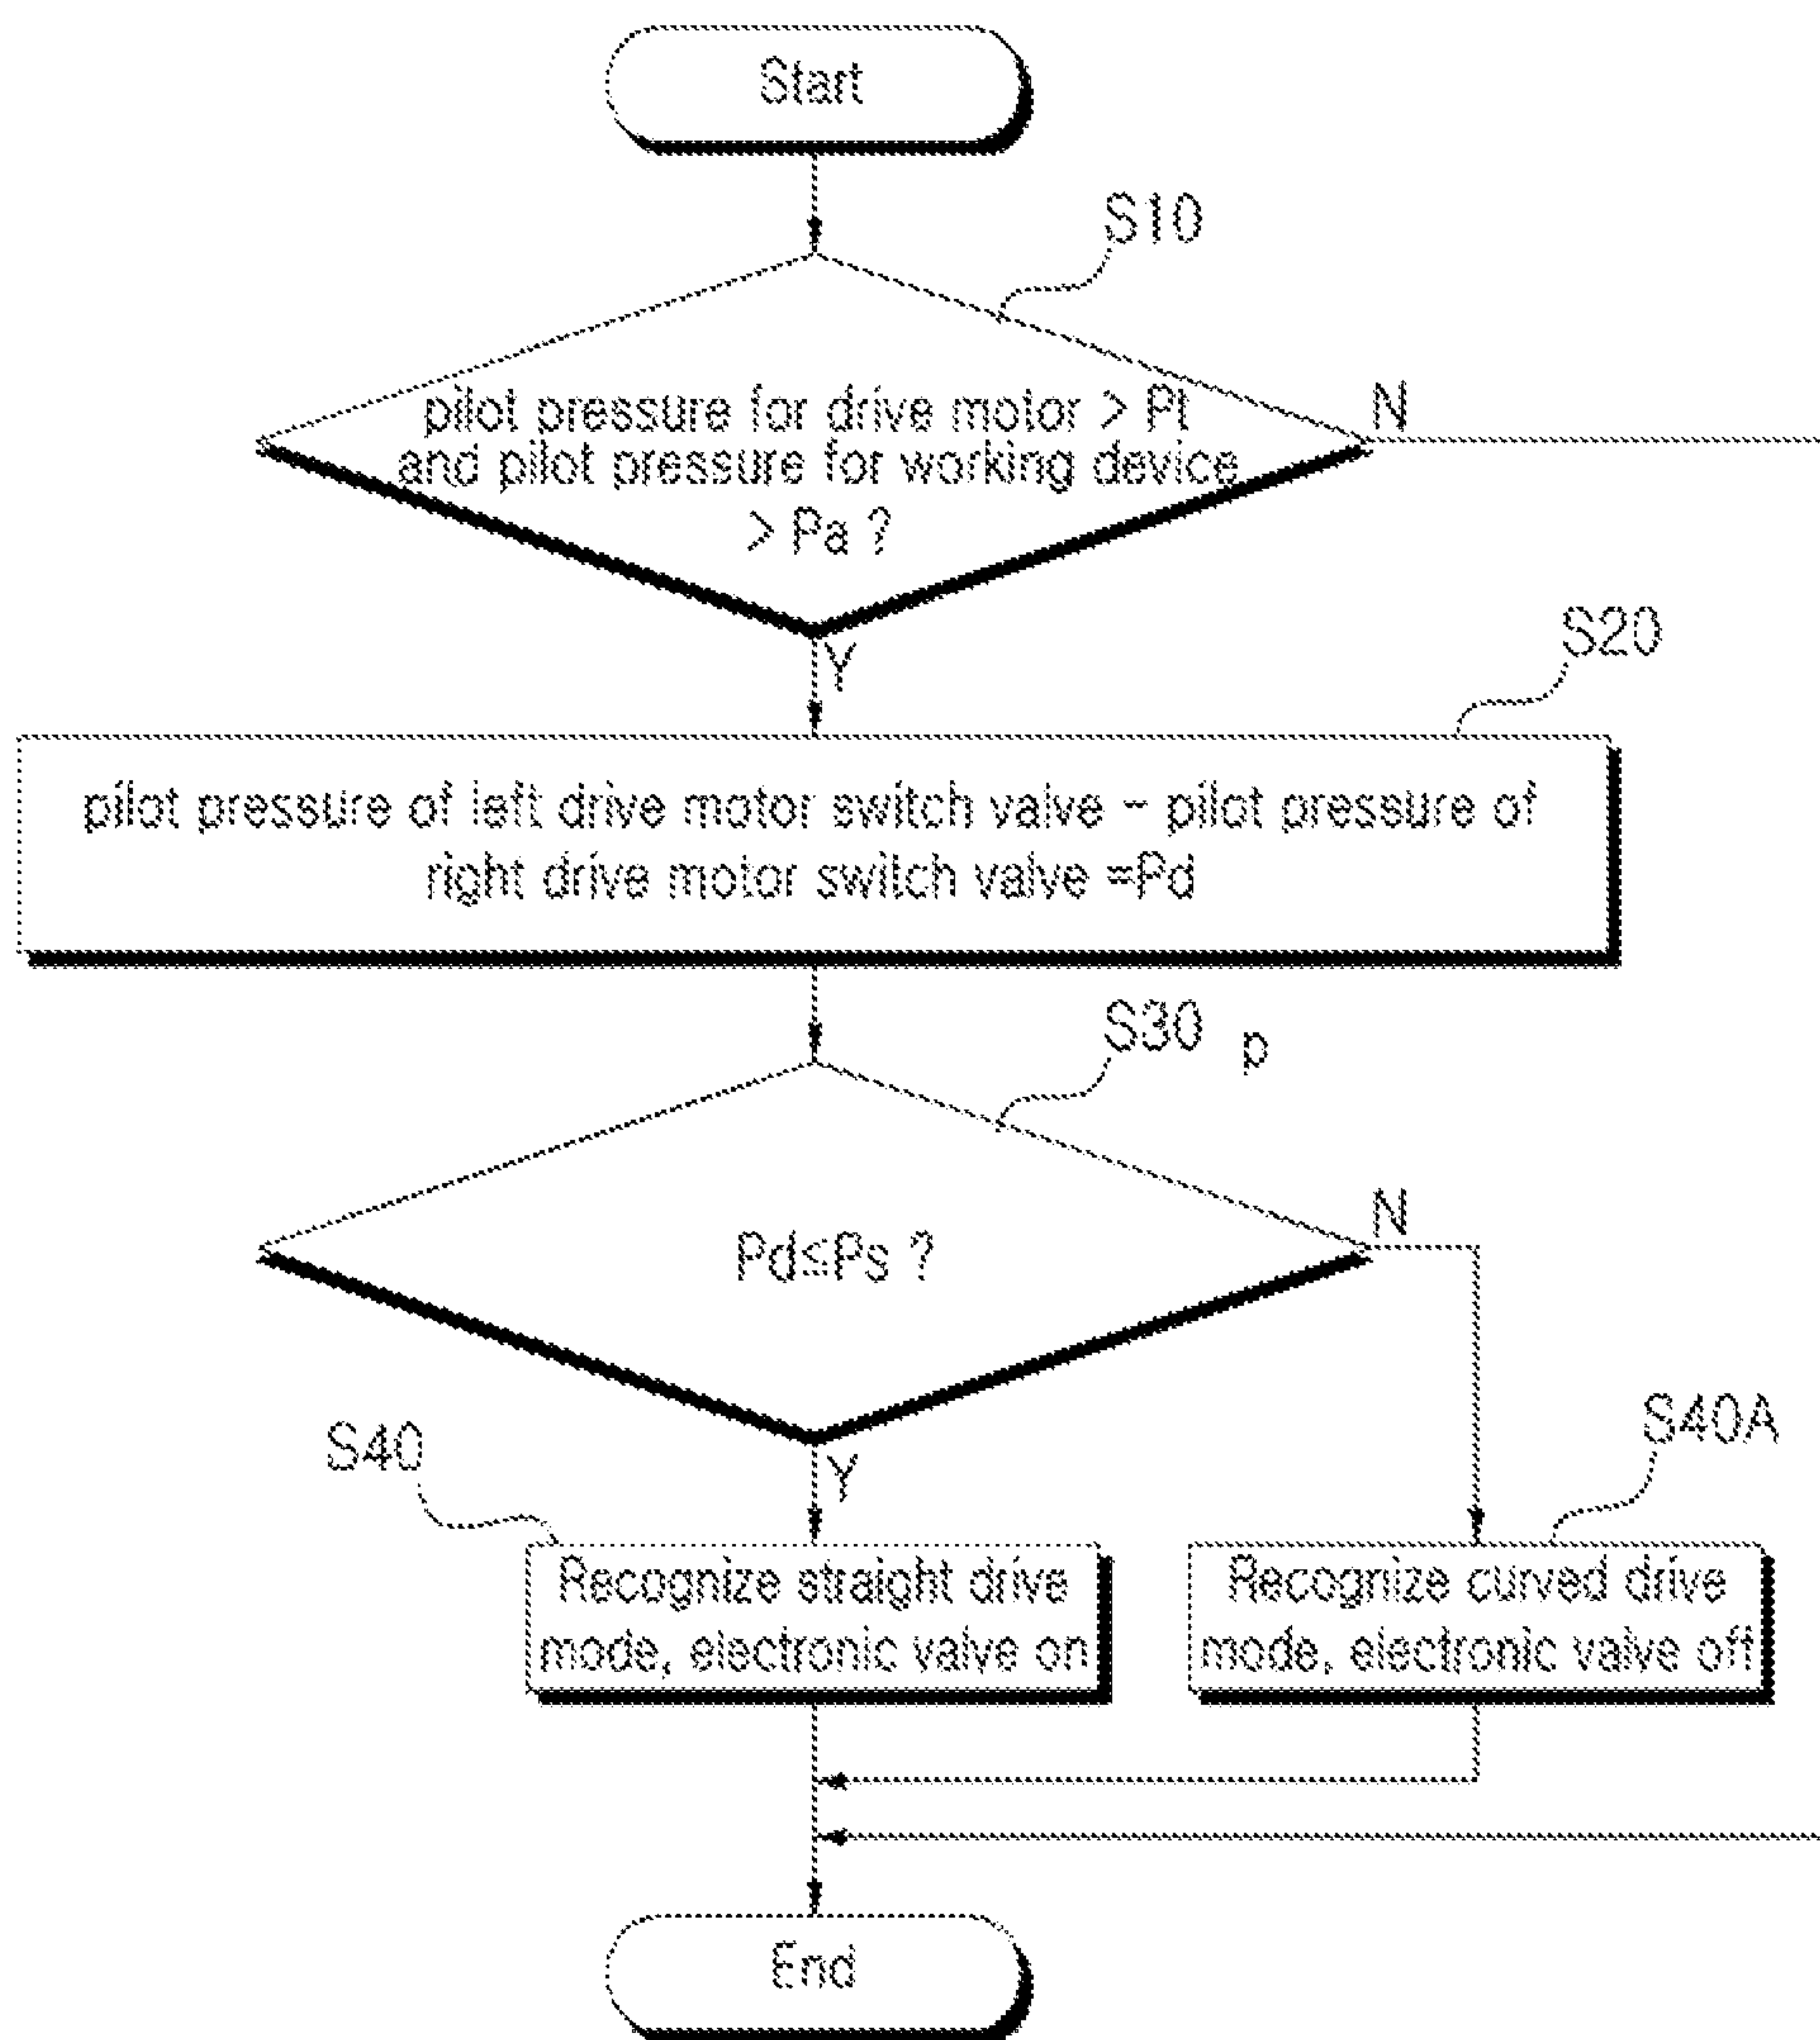 Start
S10
pilot pressure for drive motor > Pt
and pilot pressure for working device
> Pa ?
N
Y
S20
pilot pressure of left drive motor switch valve - pilot pressure of
right drive motor switch valve =Pd
S30
p
Pd≤Ps ?
N
Y
S40
S40A
Recognize straight drive
mode, electronic valve on
Recognize curved drive
mode, electronic valve off
End